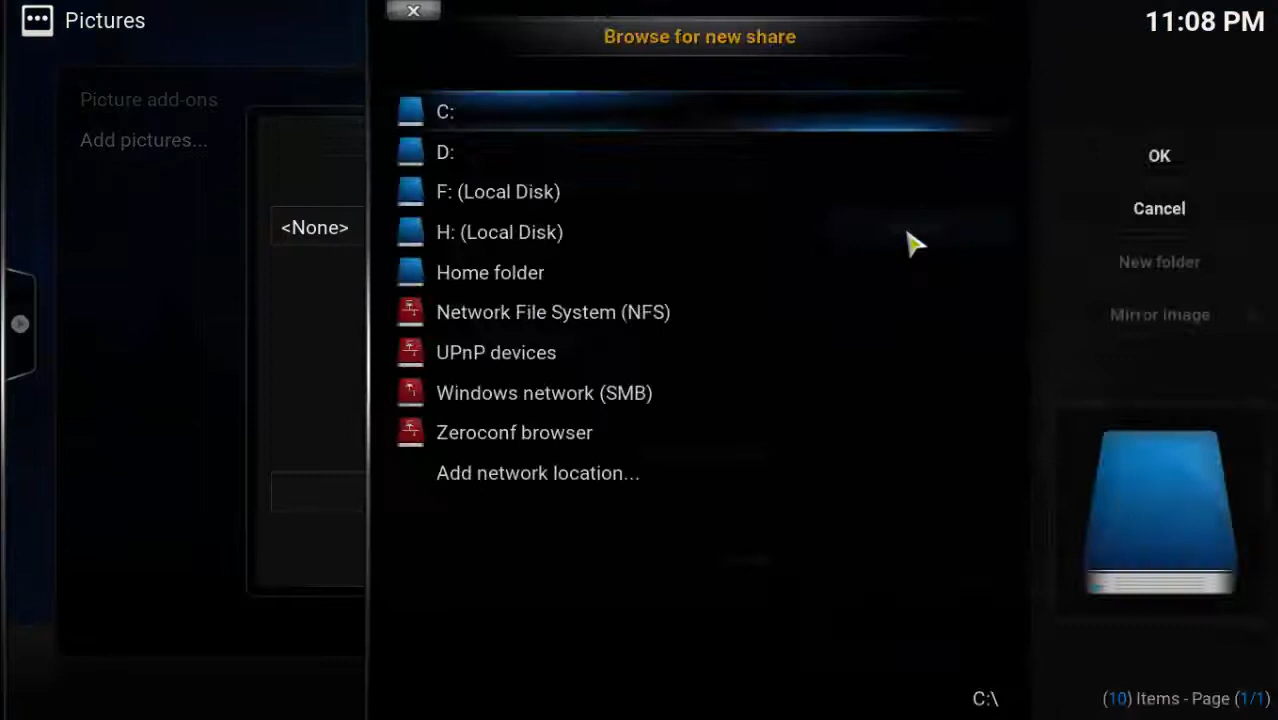 Pictures
11:08 PM
Browse for new share
Picture add-ons
Add pictures...
<None>
C:
D:
F: (Local Disk)
H: (Local Disk)
Home folder
Network File System (NFS)
UPnP devices
Windows network (SMB)
Zeroconf browser
Add network location...
OK
Cancel
New folder
Mirror image
C:\
(10) Items - Page (1/1)